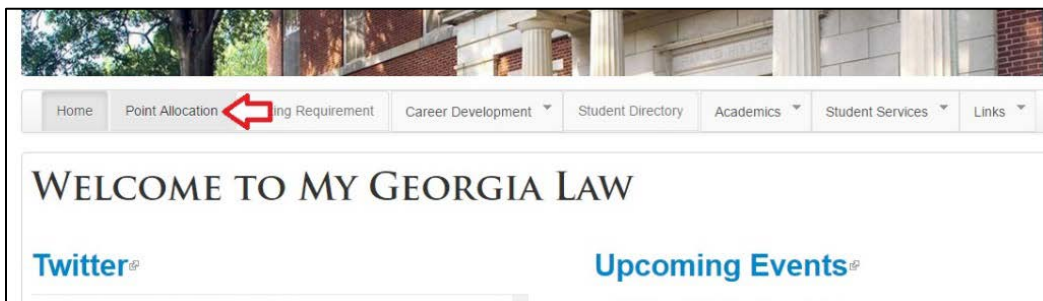 Home Point Allocation ing Requirement Career Development Student Directory Academics Student Services Links
WELCOME TO MY GEORGIA LAW
Twitter Upcoming Events